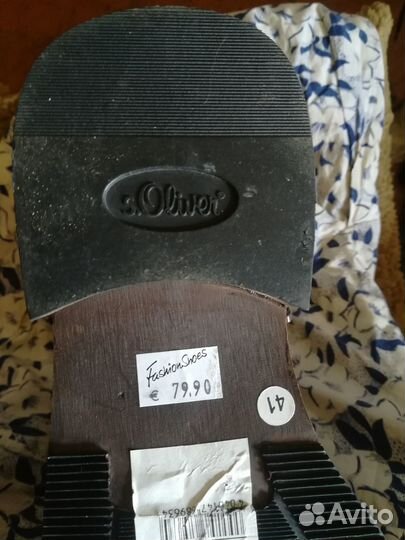 s.Oliver®
FashionShoes
€ 79.90
41
Avito